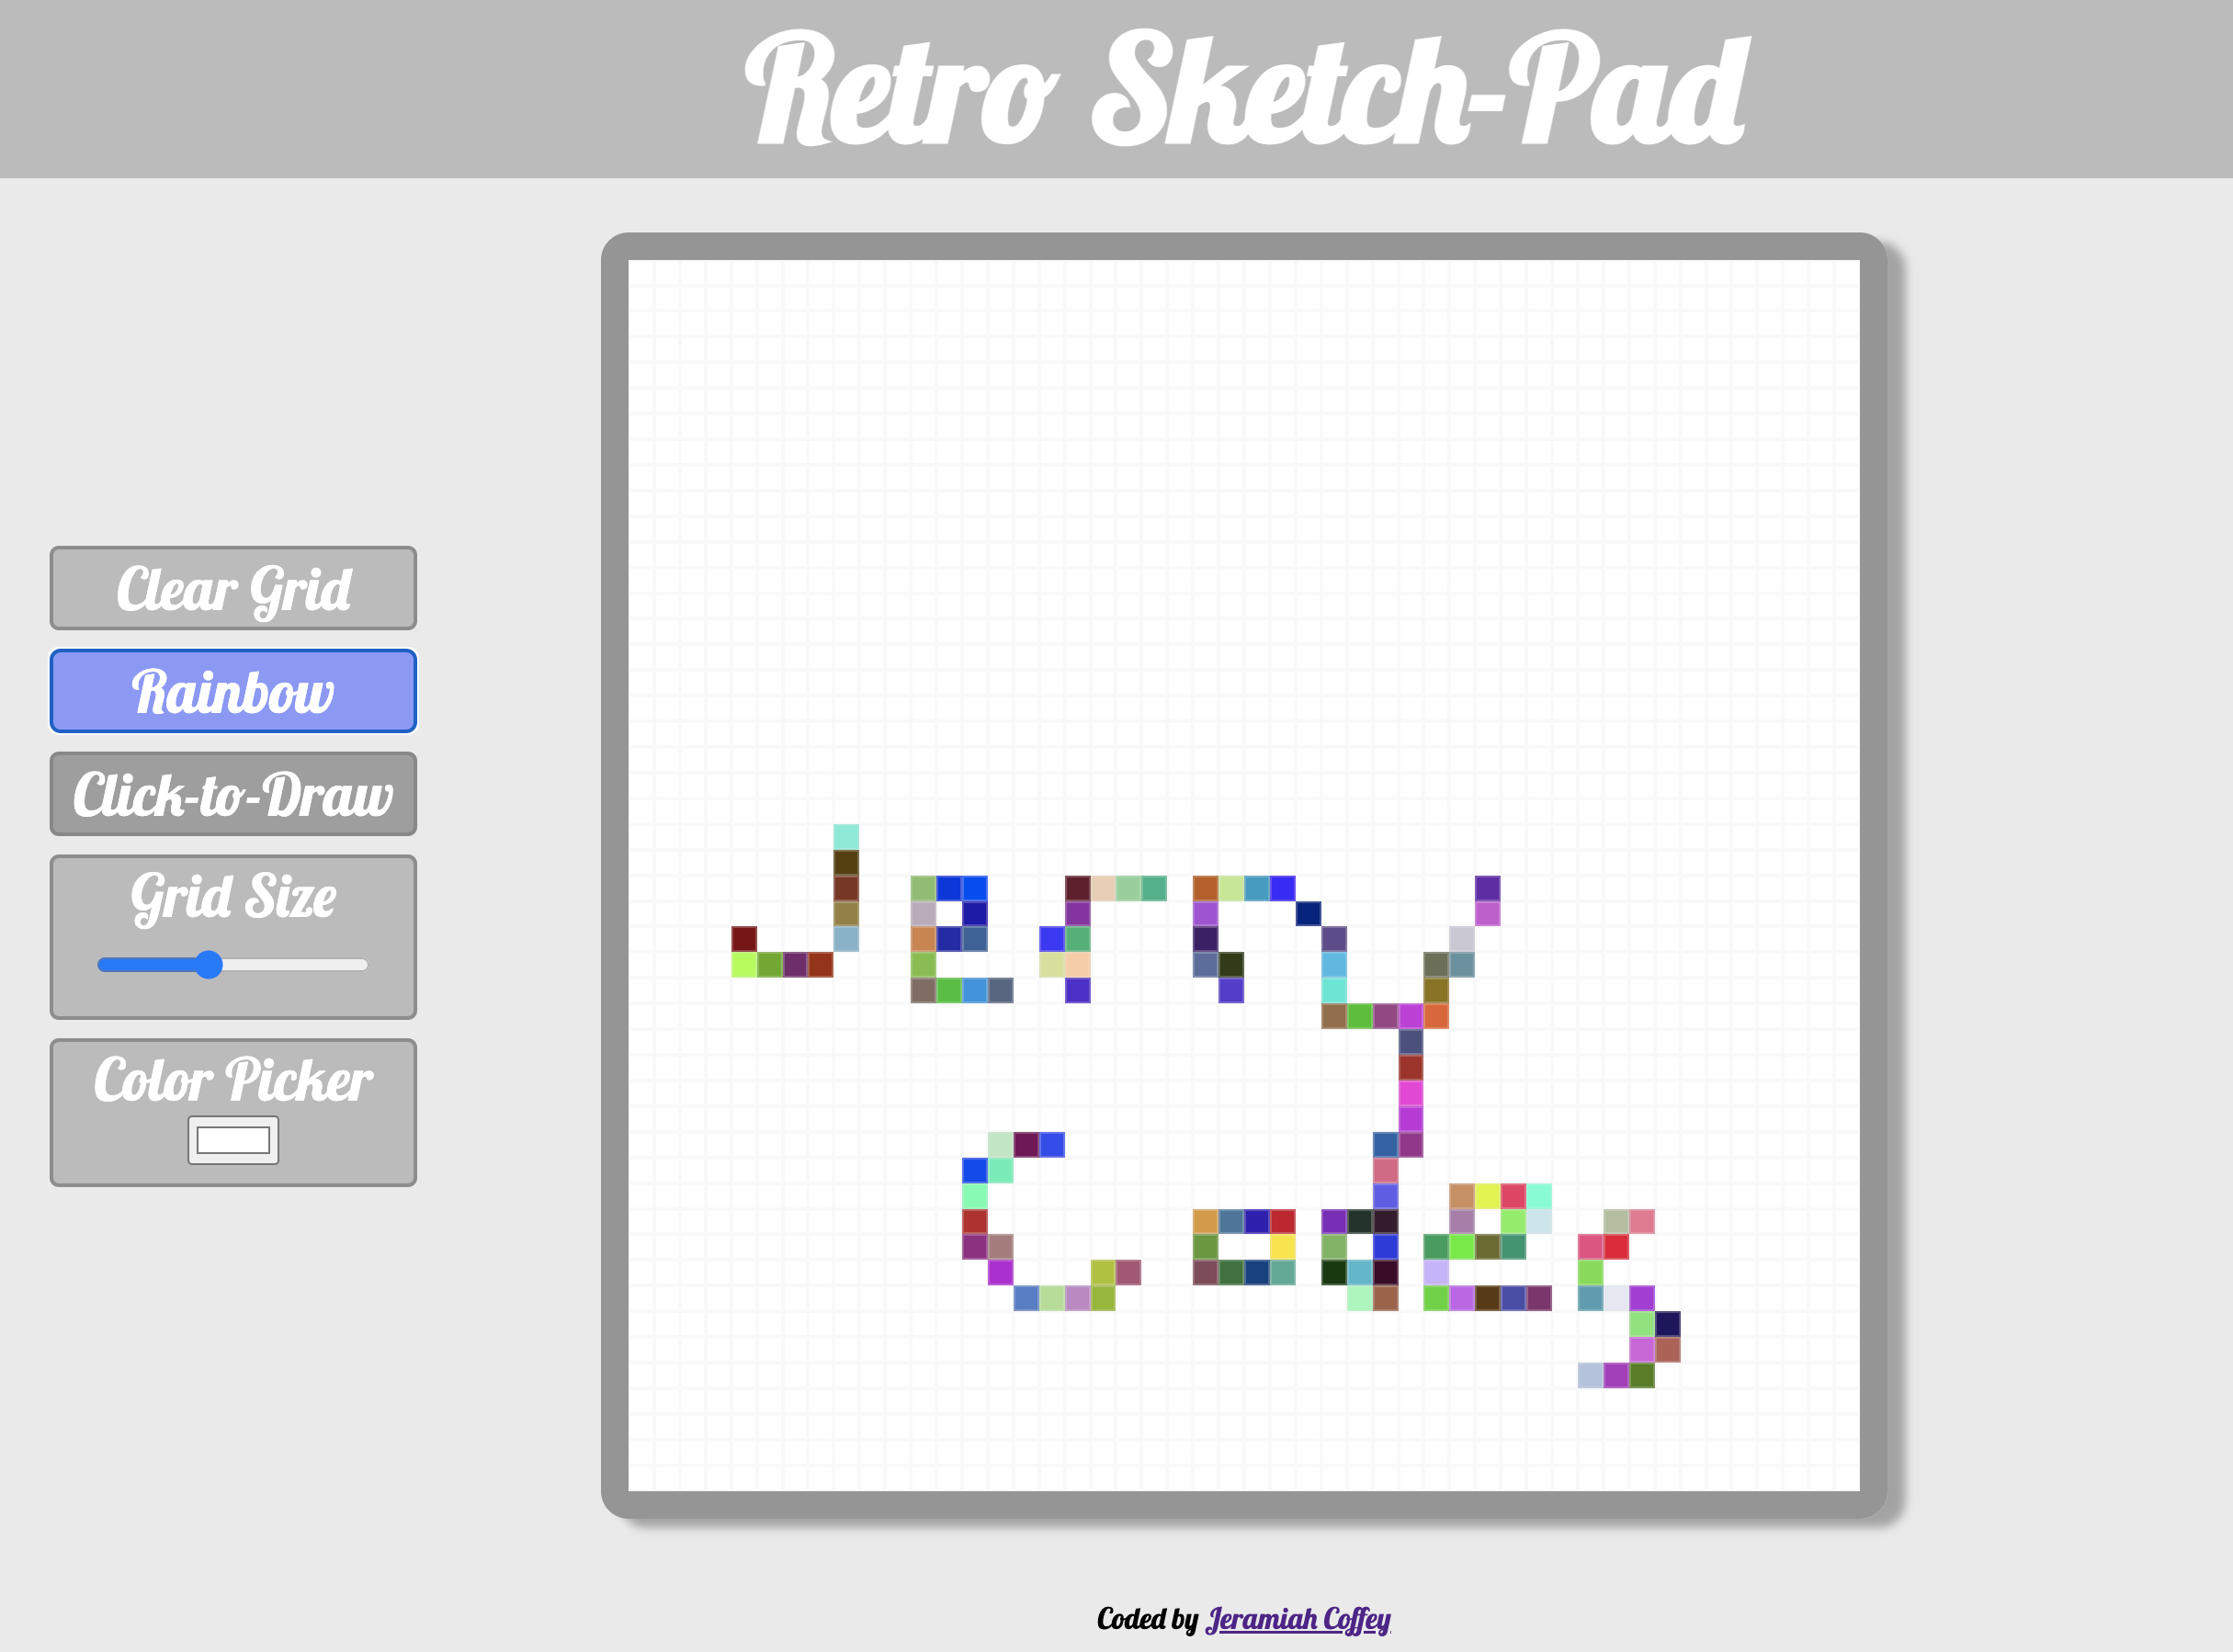 Retro Sketch-Pad
Clear Grid
Rainbow
Click-to-Draw
Grid Size
Color Picker
Jerry
Codes
Coded by Jeramiah Coffey